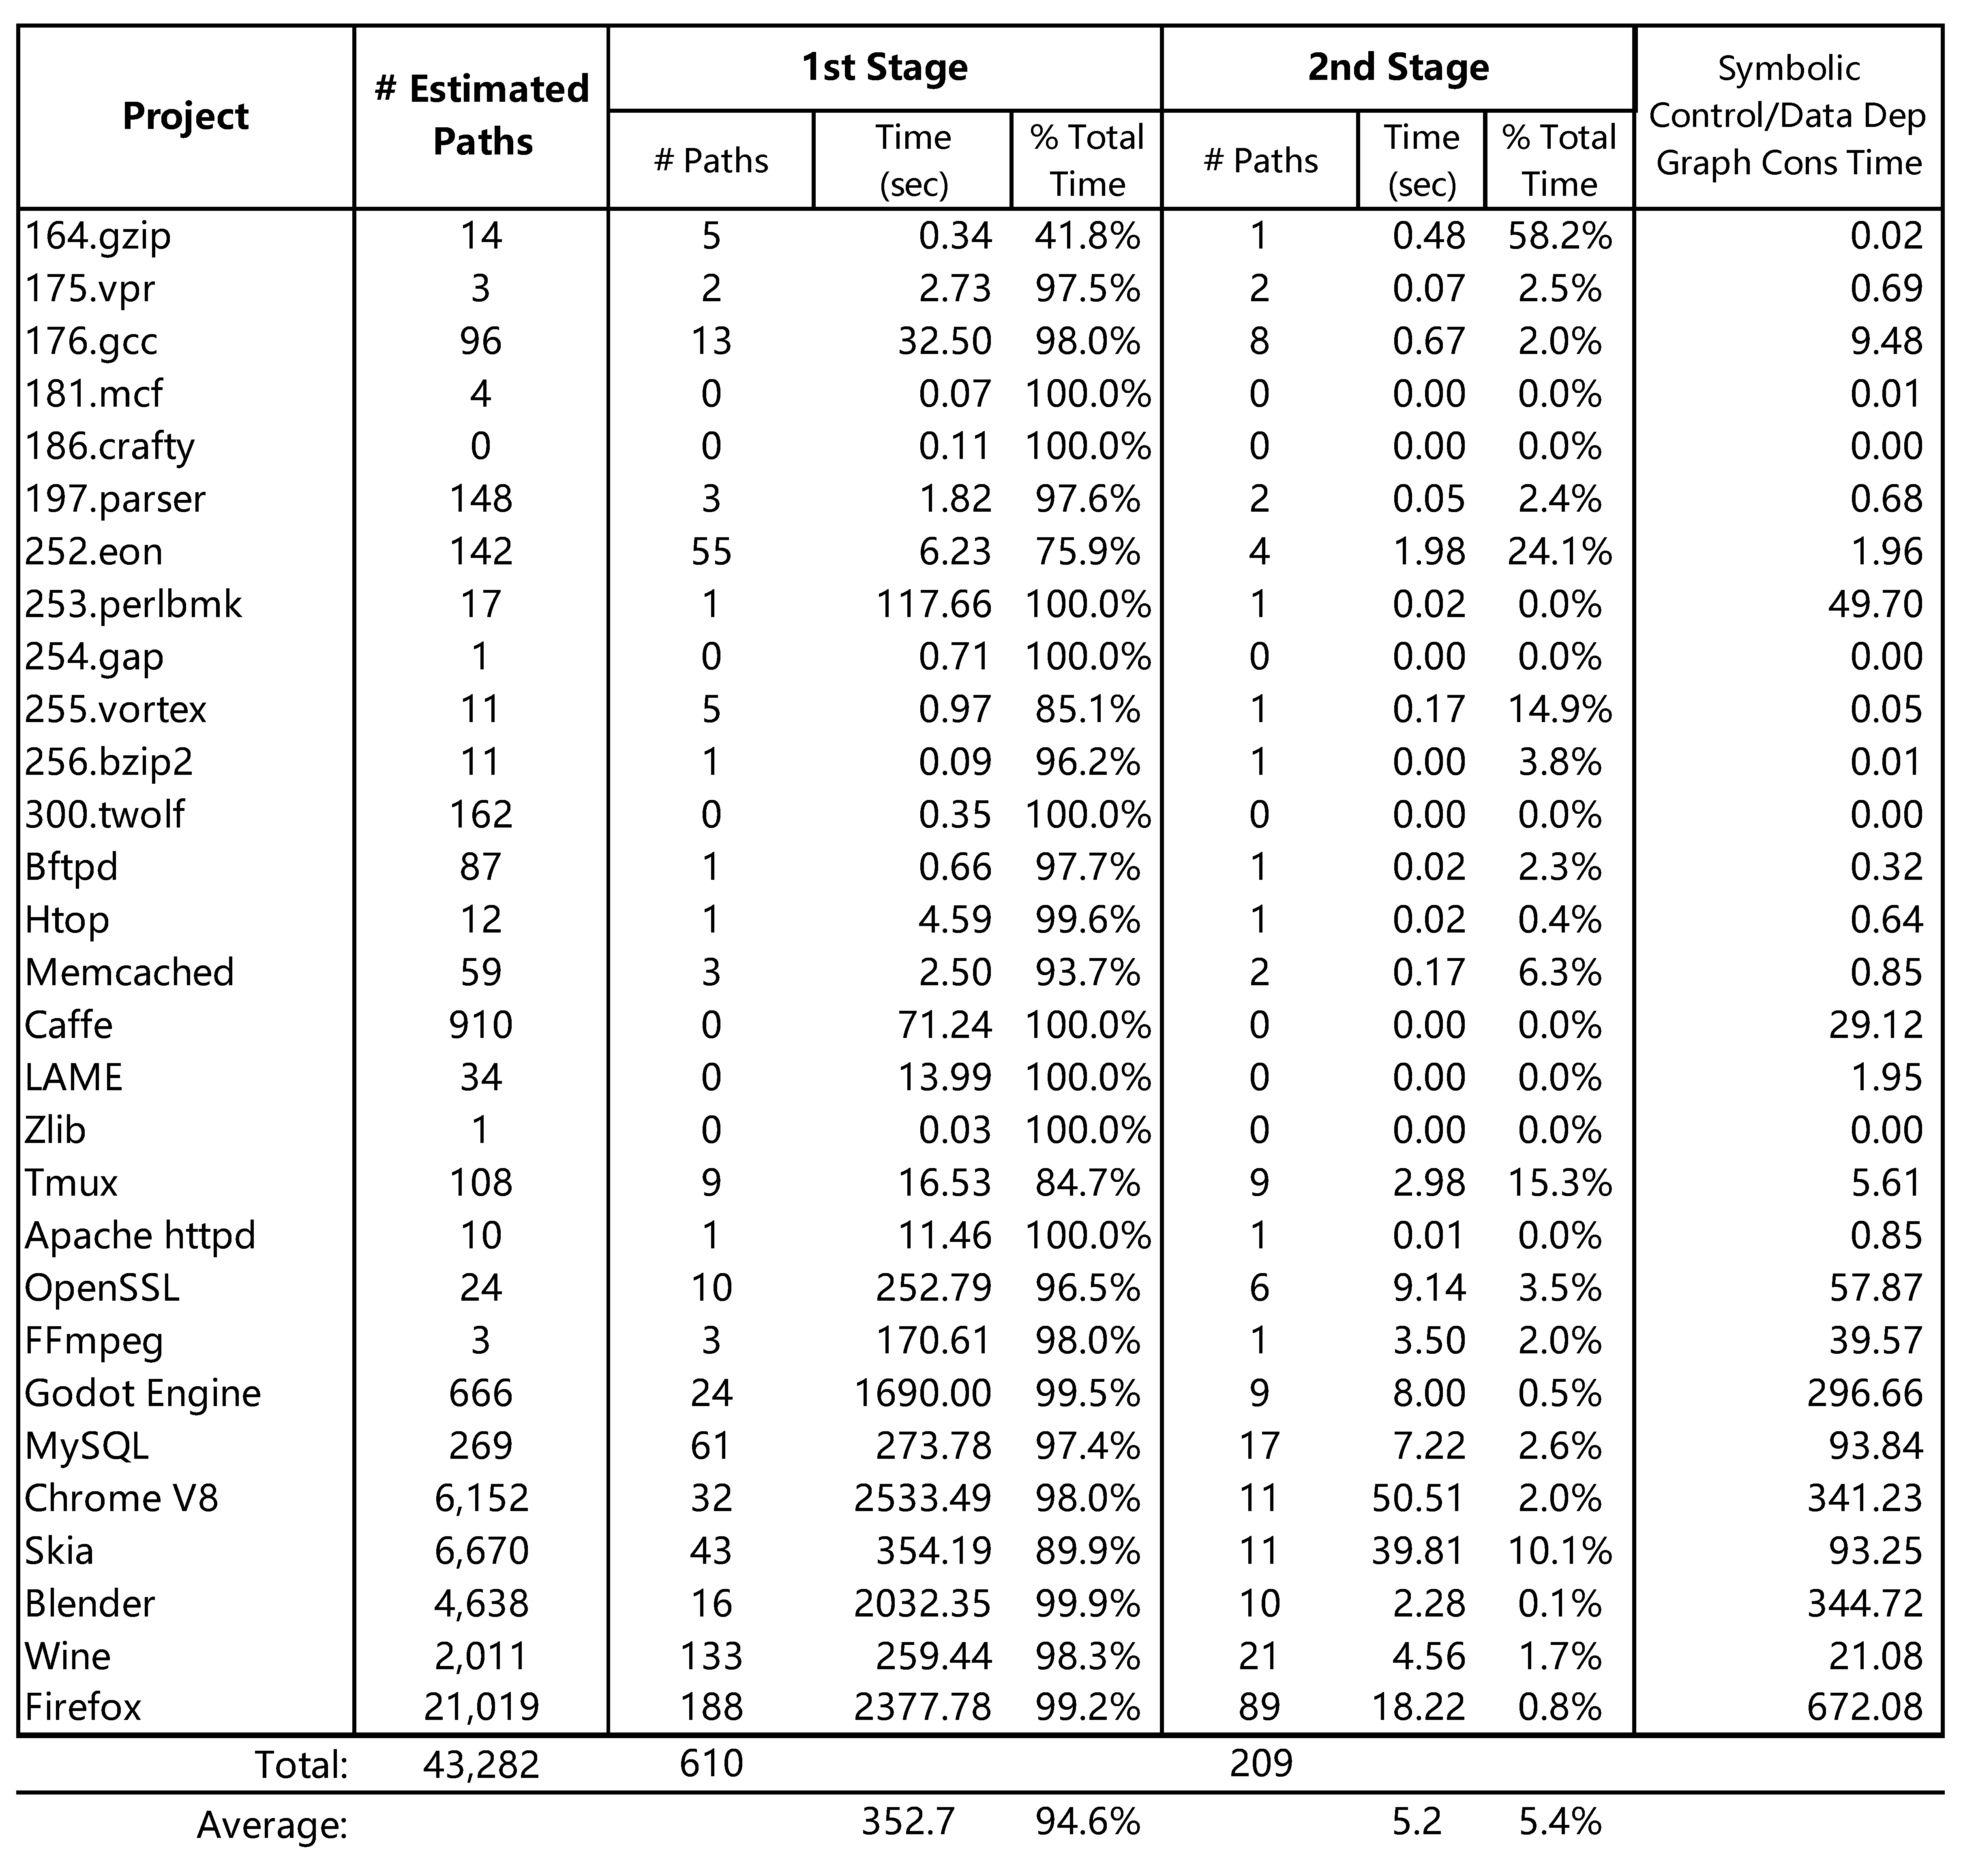 Project # Estimated Paths 1st Stage 2nd Stage Symbolic Control/Data Dep Graph Cons Time
# Paths Time (sec) % Total Time # Paths Time (sec) % Total Time
164.gzip 14 5 0.34 41.8% 1 0.48 58.2% 0.02
175.vpr 3 2 2.73 97.5% 2 0.07 2.5% 0.69
176.gcc 96 13 32.50 98.0% 8 0.67 2.0% 9.48
181.mcf 4 0 0.07 100.0% 0 0.00 0.0% 0.01
186.crafty 0 0 0.11 100.0% 0 0.00 0.0% 0.00
197.parser 148 3 1.82 97.6% 2 0.05 2.4% 0.68
252.eon 142 55 6.23 75.9% 4 1.98 24.1% 1.96
253.perlbmk 17 1 117.66 100.0% 1 0.02 0.0% 49.70
254.gap 1 0 0.71 100.0% 0 0.00 0.0% 0.00
255.vortex 11 5 0.97 85.1% 1 0.17 14.9% 0.05
256.bzip2 11 1 0.09 96.2% 1 0.00 3.8% 0.01
300.twolf 162 0 0.35 100.0% 0 0.00 0.0% 0.00
Bftpd 87 1 0.66 97.7% 1 0.02 2.3% 0.32
Htop 12 1 4.59 99.6% 1 0.02 0.4% 0.64
Memcached 59 3 2.50 93.7% 2 0.17 6.3% 0.85
Caffe 910 0 71.24 100.0% 0 0.00 0.0% 29.12
LAME 34 0 13.99 100.0% 0 0.00 0.0% 1.95
Zlib 1 0 0.03 100.0% 0 0.00 0.0% 0.00
Tmux 108 9 16.53 84.7% 9 2.98 15.3% 5.61
Apache httpd 10 1 11.46 100.0% 1 0.01 0.0% 0.85
OpenSSL 24 10 252.79 96.5% 6 9.14 3.5% 57.87
FFmpeg 3 3 170.61 98.0% 1 3.50 2.0% 39.57
Godot Engine 666 24 1690.00 99.5% 9 8.00 0.5% 296.66
MySQL 269 61 273.78 97.4% 17 7.22 2.6% 93.84
Chrome V8 6,152 32 2533.49 98.0% 11 50.51 2.0% 341.23
Skia 6,670 43 354.19 89.9% 11 39.81 10.1% 93.25
Blender 4,638 16 2032.35 99.9% 10 2.28 0.1% 344.72
Wine 2,011 133 259.44 98.3% 21 4.56 1.7% 21.08
Firefox 21,019 188 2377.78 99.2% 89 18.22 0.8% 672.08
Total: 43,282 610 209
Average: 352.7 94.6% 5.2 5.4%